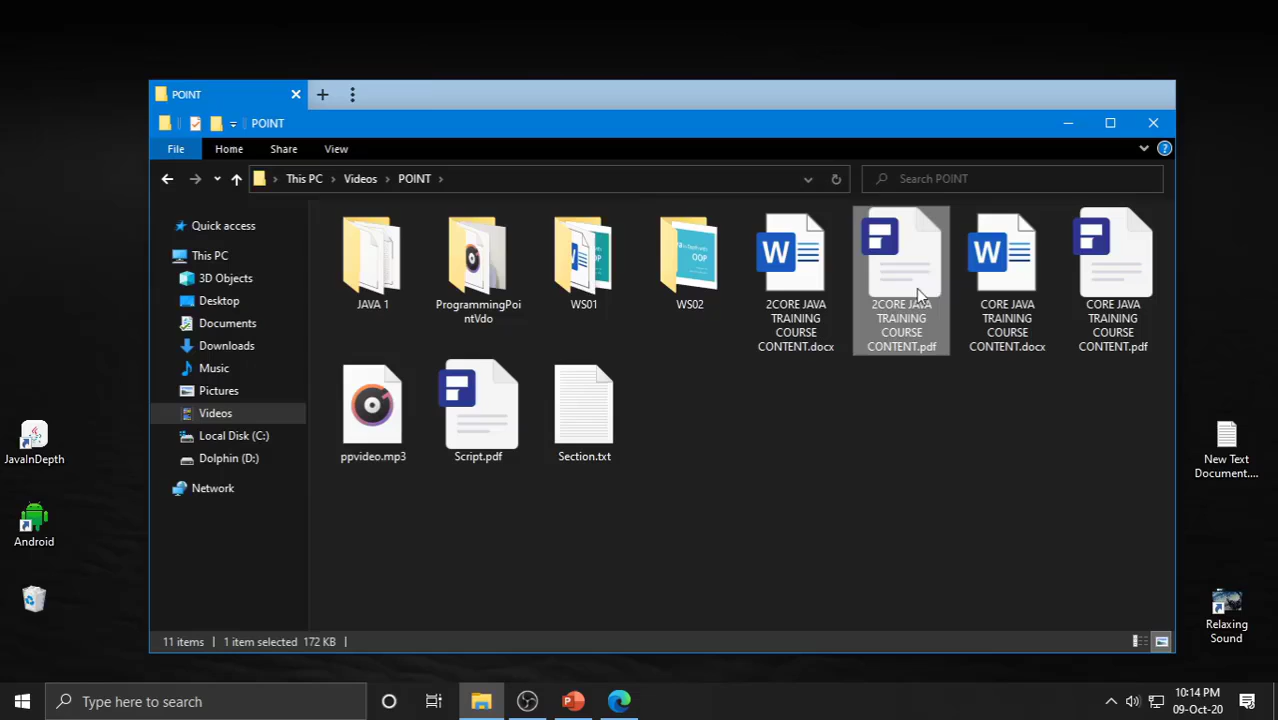 POINT
POINT
File
Home
Share
View
This PC
Videos
POINT
Search POINT
Quick access
This PC
3D Objects
Desktop
Documents
Downloads
Music
Pictures
Videos
Local Disk (C:)
Dolphin (D:)
Network
JAVA 1
ProgrammingPoi
ntVdo
WS01
WS02
2CORE JAVA
TRAINING
COURSE
CONTENT.docx
2CORE JAVA
TRAINING
COURSE
CONTENT.pdf
CORE JAVA
TRAINING
COURSE
CONTENT.docx
CORE JAVA
TRAINING
COURSE
CONTENT.pdf
ppvideo.mp3
Script.pdf
Section.txt
11 items
1 item selected 172 KB
JavaInDepth
Android
New Text
Document....
Relaxing
Sound
Type here to search
10:14 PM
09-Oct-20